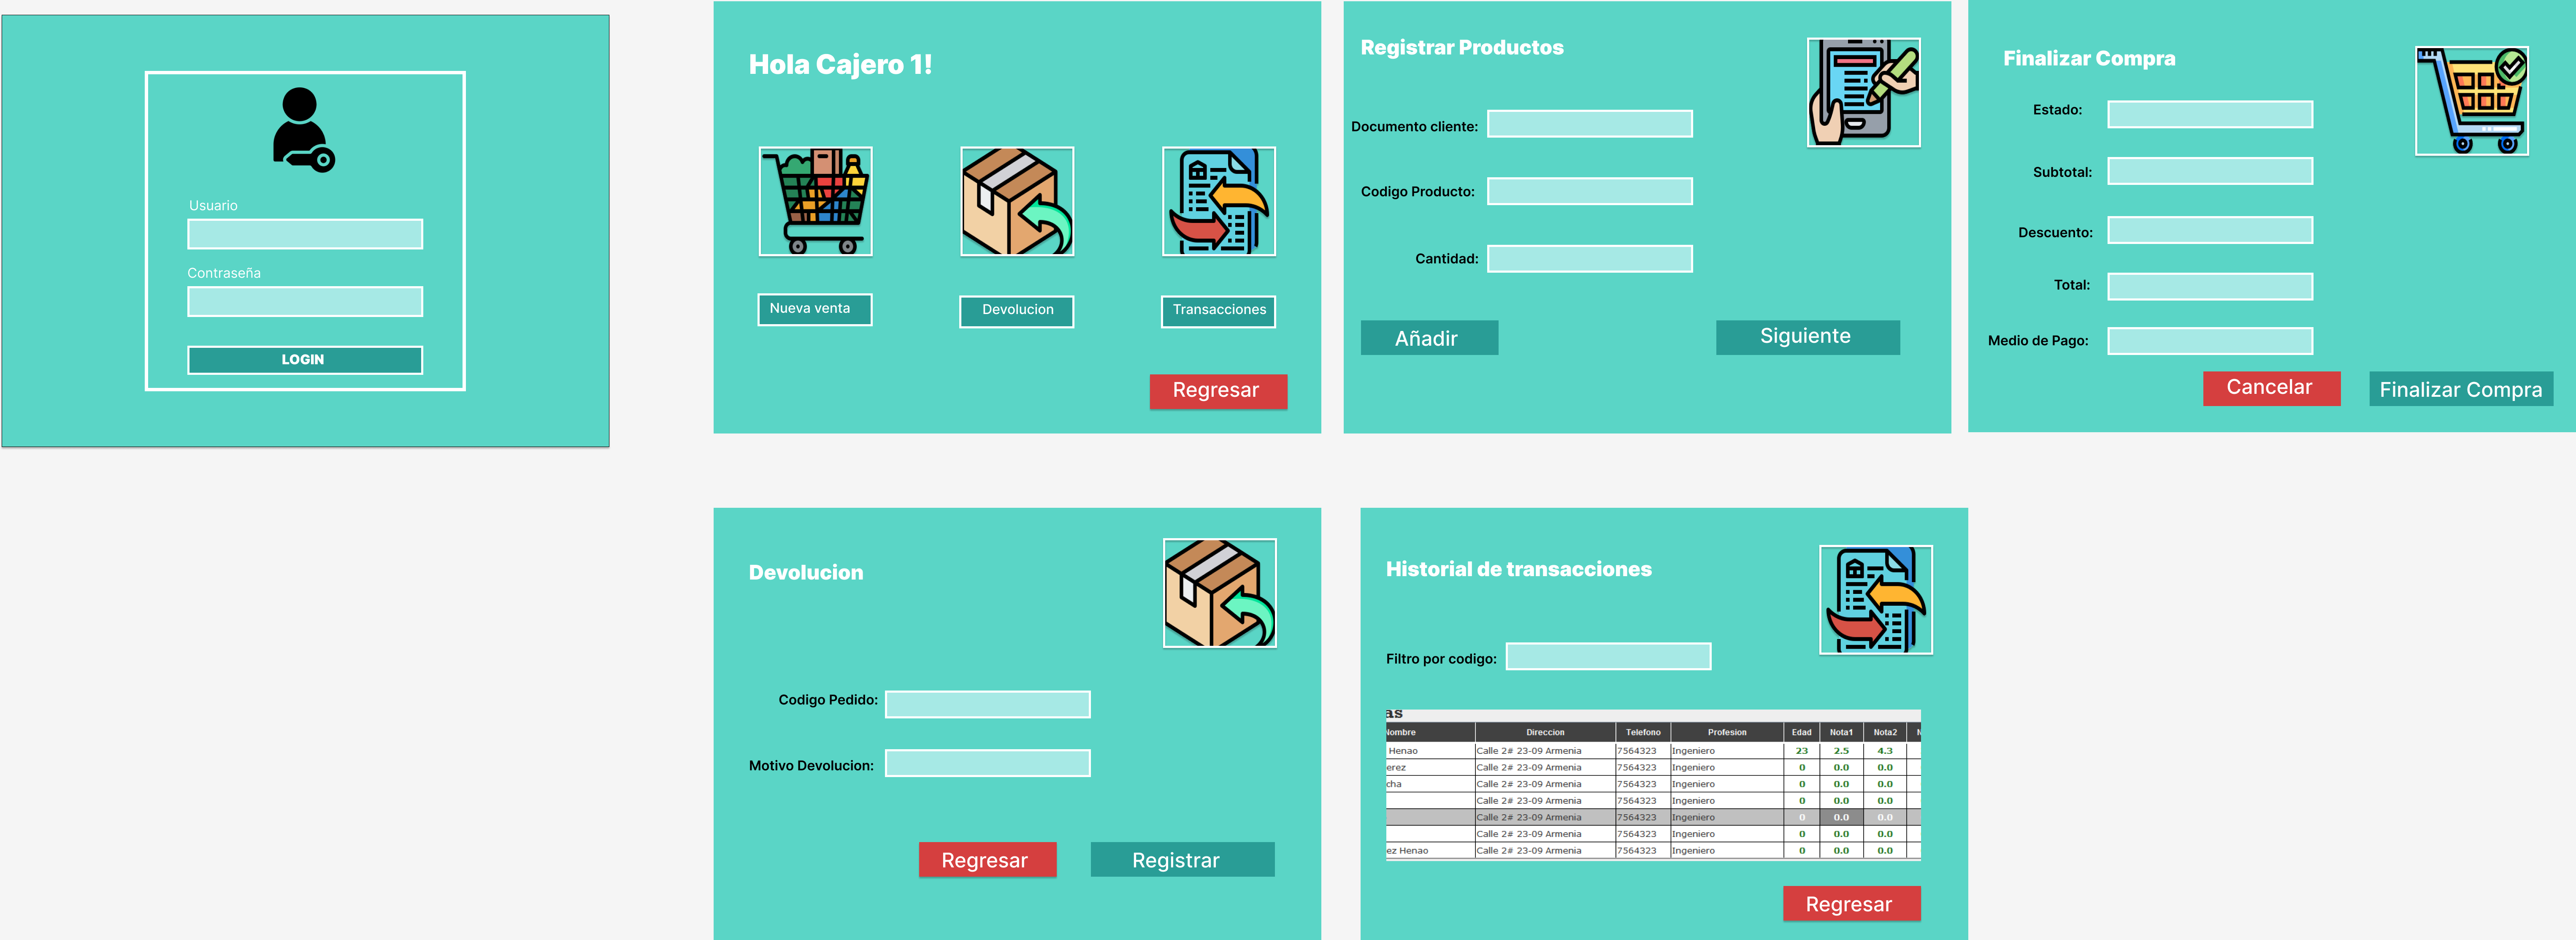 Usuario
Contraseña
LOGIN
Hola Cajero 1!
Nueva venta
Devolucion
Transacciones
Regresar
Registrar Productos
Documento cliente:
Codigo Producto:
Cantidad:
Añadir
Siguiente
Finalizar Compra
Estado:
Subtotal:
Descuento:
Total:
Medio de Pago:
Cancelar
Finalizar Compra
Devolucion
Codigo Pedido:
Motivo Devolucion:
Regresar
Registrar
Historial de transacciones
Filtro por codigo:
as
Nombre Direccion Telefono Profesion Edad Nota1 Nota2 N
Henao Calle 2# 23-09 Armenia 7564323 Ingeniero 23 2.5 4.3
erez Calle 2# 23-09 Armenia 7564323 Ingeniero 0 0.0 0.0
cha Calle 2# 23-09 Armenia 7564323 Ingeniero 0 0.0 0.0
Calle 2# 23-09 Armenia 7564323 Ingeniero 0 0.0 0.0
Calle 2# 23-09 Armenia 7564323 Ingeniero 0 0.0 0.0
Calle 2# 23-09 Armenia 7564323 Ingeniero 0 0.0 0.0
ez Henao Calle 2# 23-09 Armenia 7564323 Ingeniero 0 0.0 0.0
Regresar